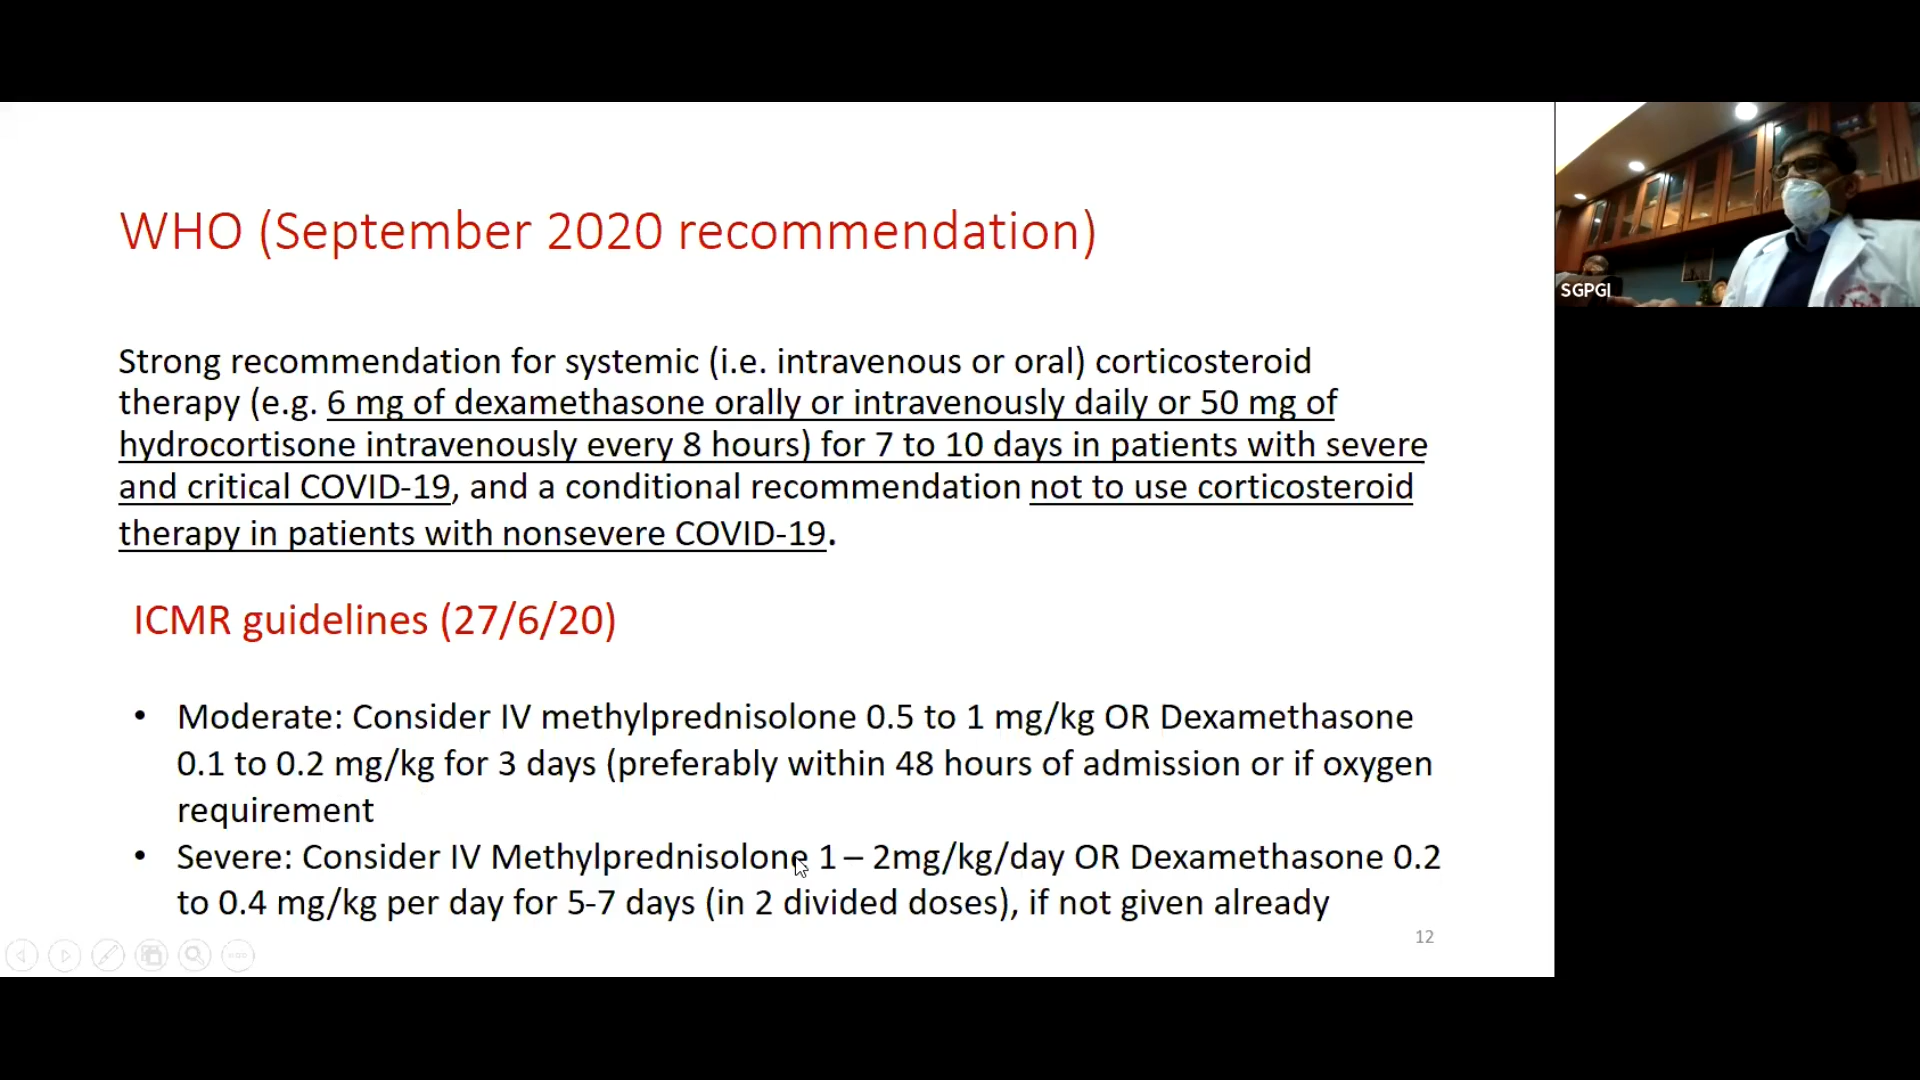 WHO (September 2020 recommendation)
Strong recommendation for systemic (i.e. intravenous or oral) corticosteroid
therapy (e.g. 6 mg of dexamethasone orally or intravenously daily or 50 mg of
hydrocortisone intravenously every 8 hours) for 7 to 10 days in patients with severe
and critical COVID-19, and a conditional recommendation not to use corticosteroid
therapy in patients with nonsevere COVID-19.
ICMR guidelines (27/6/20)
• Moderate: Consider IV methylprednisolone 0.5 to 1 mg/kg OR Dexamethasone
0.1 to 0.2 mg/kg for 3 days (preferably within 48 hours of admission or if oxygen
requirement
• Severe: Consider IV Methylprednisolone 1 – 2mg/kg/day OR Dexamethasone 0.2
to 0.4 mg/kg per day for 5-7 days (in 2 divided doses), if not given already
12
SGPGI